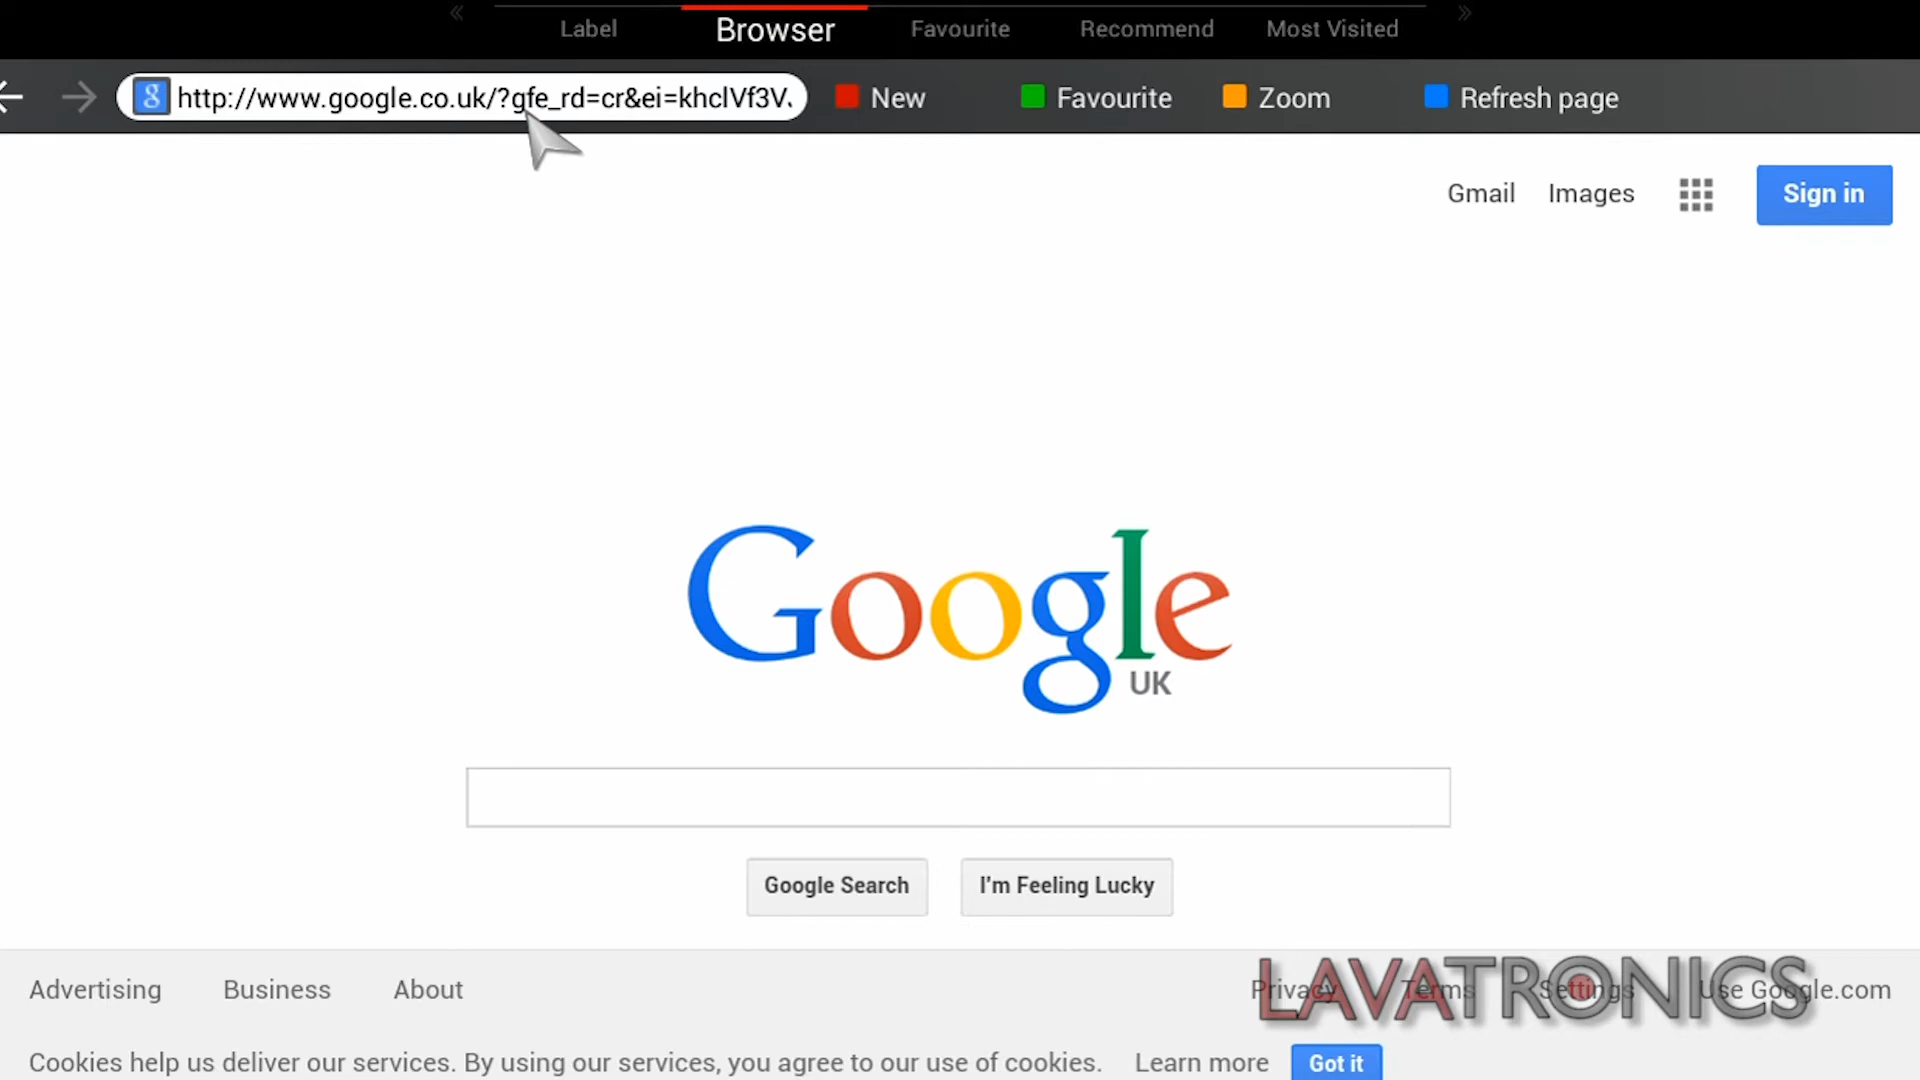 « Label Browser Favourite Recommend Most Visited »
http://www.google.co.uk/?gfe_rd=cr&ei=khclVf3V. New Favourite Zoom Refresh page
Gmail Images Sign in
Google
UK
Google Search I'm Feeling Lucky
Advertising Business About Privacy Terms Settings Use Google.com
LAVATRONICS
Cookies help us deliver our services. By using our services, you agree to our use of cookies. Learn more Got it